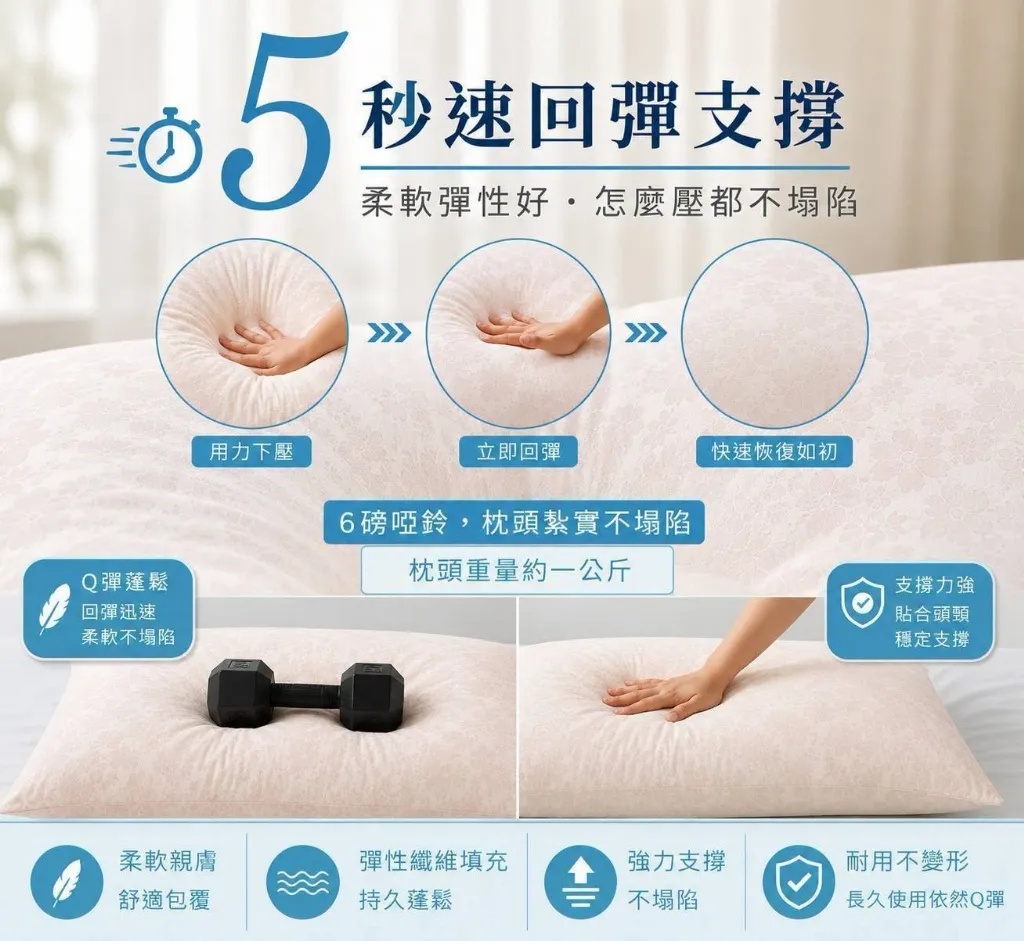 5秒速回彈支撐
柔軟彈性好・怎麼壓都不塌陷
用力下壓
立即回彈
快速恢復如初
6磅啞鈴，枕頭紮實不塌陷
枕頭重量約一公斤
Q彈蓬鬆
回彈迅速
柔軟不塌陷
支撐力強
貼合頭頸
穩定支撐
柔軟親膚
舒適包覆
彈性纖維填充
持久蓬鬆
強力支撐
不塌陷
耐用不變形
長久使用依然Q彈